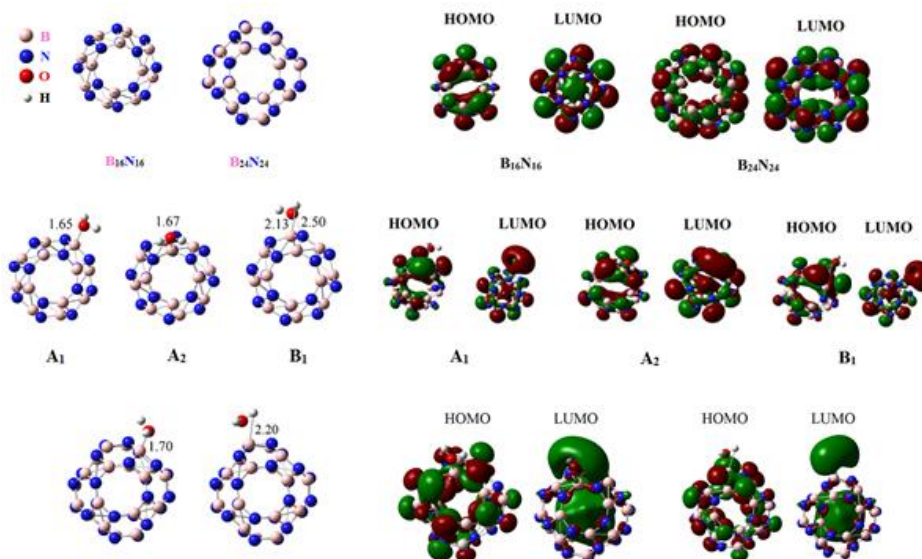 B
N
O
H
B16N16
B24N24
HOMO LUMO HOMO LUMO
B16N16
B24N24
1.65
1.67
2.13 2.50
A1
A2
B1
HOMO LUMO HOMO LUMO HOMO LUMO
A1
A2
B1
1.70
2.20
HOMO LUMO HOMO LUMO